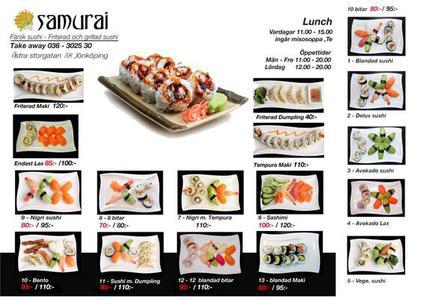 Samurai
Färsk sushi - Friterad och grillad sushi
Take away 036 - 3025 30
Östra storgatan 58 Jönköping
Lunch
Vardagar 11.00 - 15.00
ingår misosoppa ,Te
Öppettider
Mån - Fre 11.00 - 20.00
Lördag 12.00 - 20.00
Friterad Maki 120:-
Friterad Dumpling 40:-
Endast Lax 85:- /100:-
Tempura Maki 110:-
9 - Nigri sushi
80:- / 95:-
8 - 8 bitar
70:- / 80:-
7 - Nigri m. Tempura
110:-
6 - Sashimi
100:- / 120:-
10 - Bento
95:- / 110:-
11 - Sushi m. Dumpling
95:- / 110:-
12 - 12 blandad bitar
95:- / 110:-
13 - blandad Maki
80:- / 95:-
10 bitar 80:- / 95:-
1 - Blandad sushi
2 - Delux sushi
3 - Avokado sushi
4 - Avokado Lax
5 - Vege. sushi